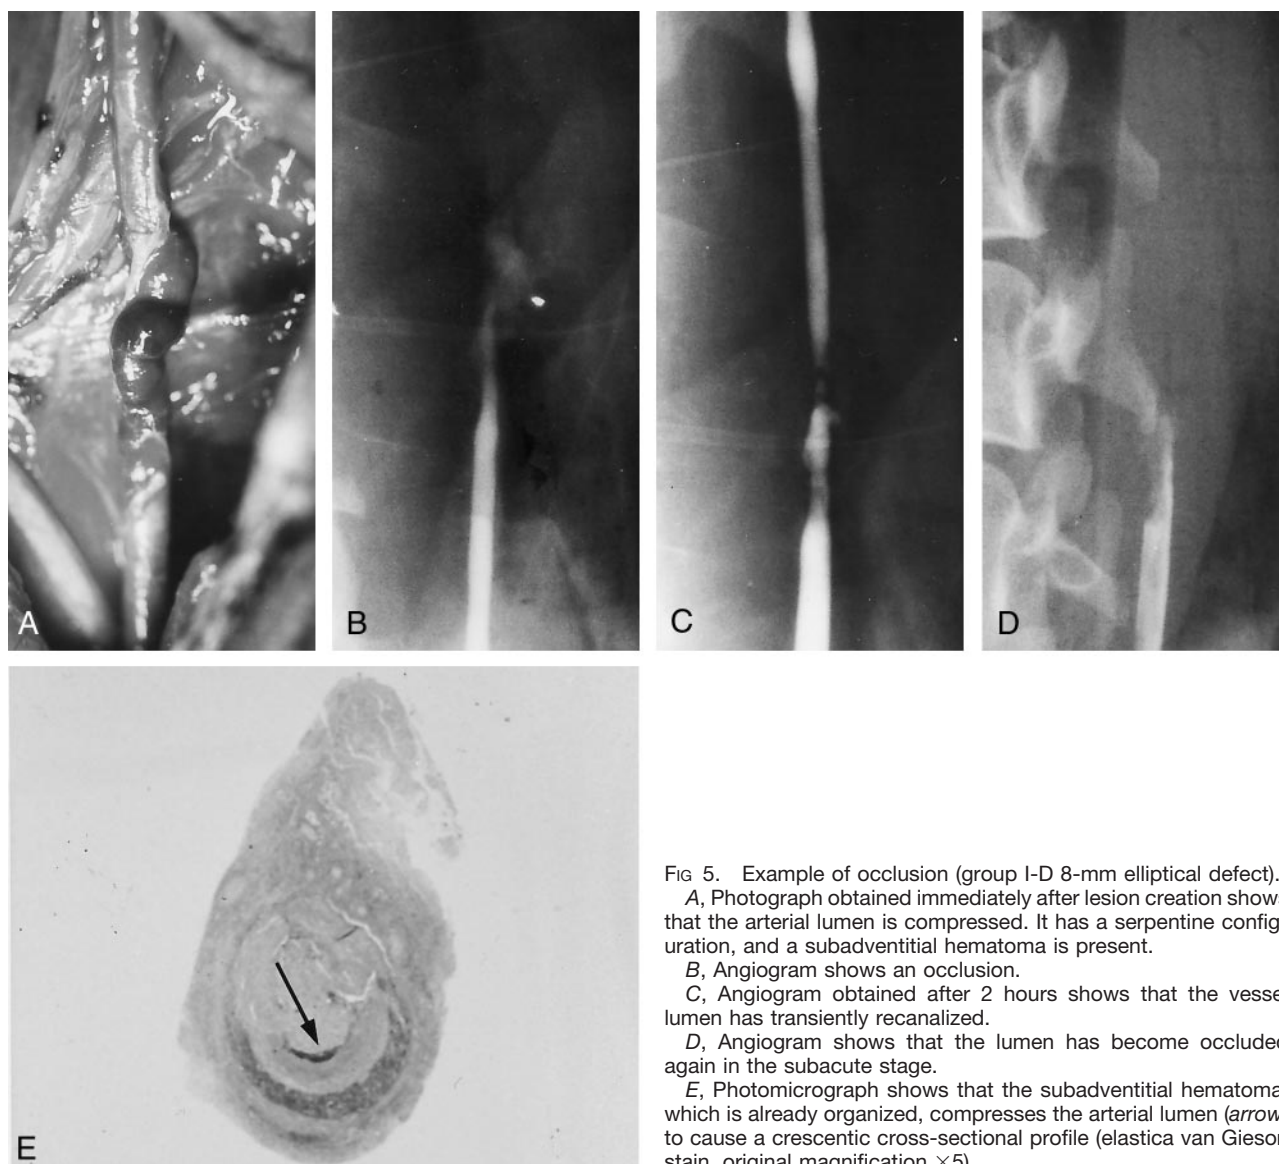 A
B
C
D
E
FIG 5. Example of occlusion (group I-D 8-mm elliptical defect).
A, Photograph obtained immediately after lesion creation show
that the arterial lumen is compressed. It has a serpentine config
uration, and a subadventitial hematoma is present.
B, Angiogram shows an occlusion.
C, Angiogram obtained after 2 hours shows that the vesse
lumen has transiently recanalized.
D, Angiogram shows that the lumen has become occluded
again in the subacute stage.
E, Photomicrograph shows that the subadventitial hematoma
which is already organized, compresses the arterial lumen (arrow
to cause a crescentic cross-sectional profile (elastica van Gieson
stain, original magnification ×5)